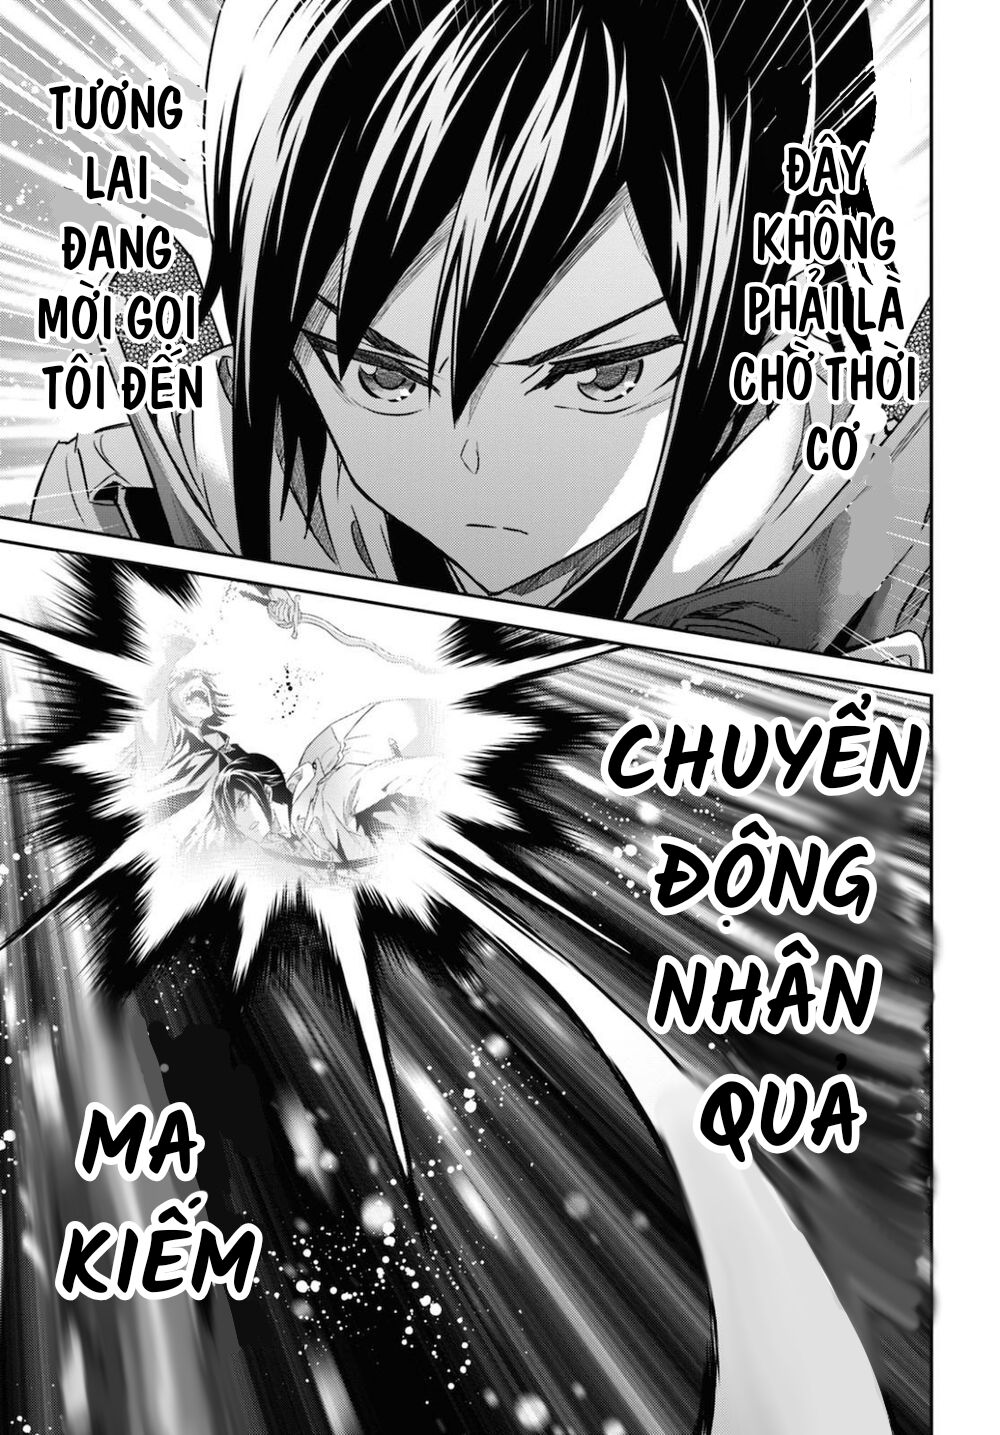 ĐÂY
KHÔNG
PHẢI LÀ
CHỜ THỜI
CƠ
TƯƠNG
LAI
ĐANG
MỜI GỌI
TÔI ĐẾN
CHUYỂN
ĐỘNG
NHÂN
QUẢ
MA
KIẾM